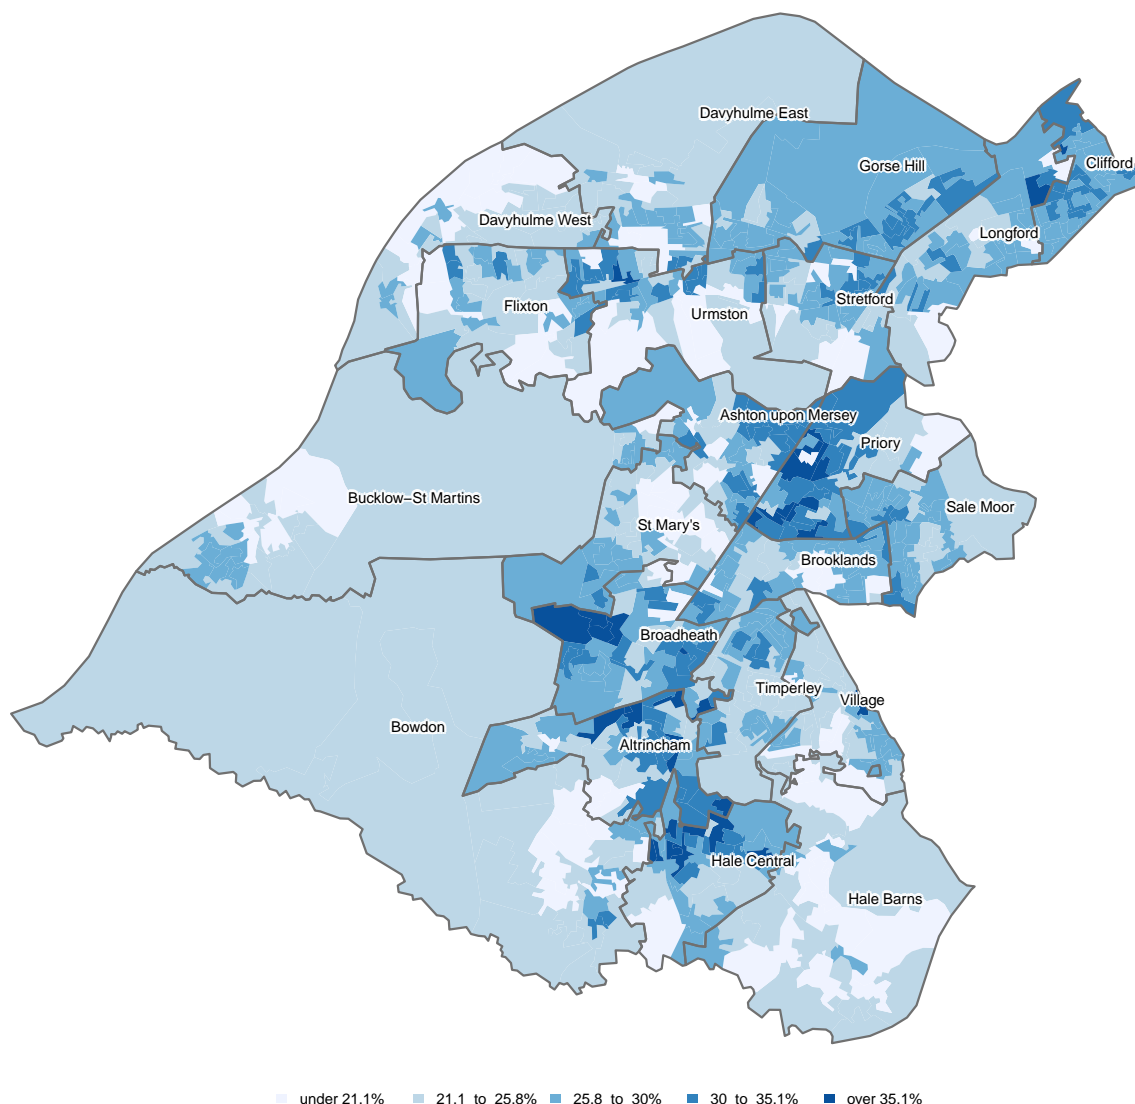 Davyhulme East
Gorse Hill
Clifford
Davyhulme West
Longford
Flixton
Stretford
Urmston
Ashton upon Mersey
Priory
Bucklow−St Martins
Sale Moor
St Mary's
Brooklands
Broadheath
Timperley
Village
Bowdon
Altrincham
Hale Central
Hale Barns
under 21.1% 21.1 to 25.8% 25.8 to 30% 30 to 35.1% over 35.1%